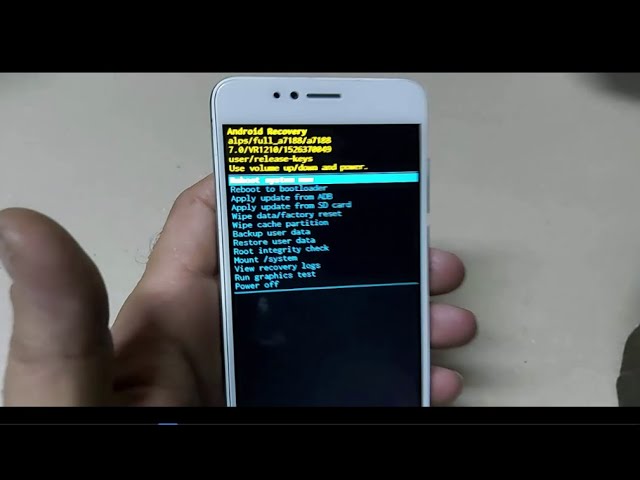 Android Recovery
alps/full_a7188/a7188
7.0/VR1210/1526370049
user/release-keys
Use volume up/down and power.
Reboot system now
Reboot to bootloader
Apply update from ADB
Apply update from SD card
Wipe data/factory reset
Wipe cache partition
Backup user data
Restore user data
Root integrity check
Mount /system
View recovery logs
Run graphics test
Power off